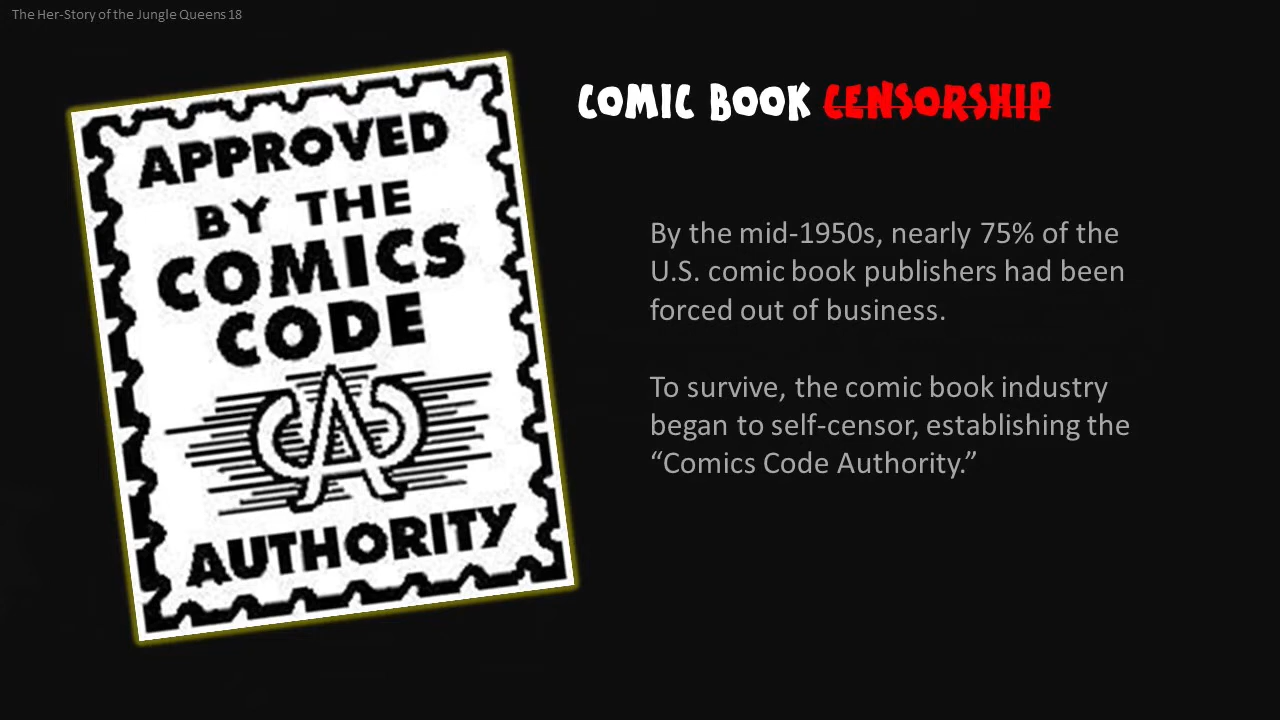 The Her-Story of the Jungle Queens 18
APPROVED
BY THE
COMICS
CODE
CA
AUTHORITY
COMIC BOOK CENSORSHIP
By the mid-1950s, nearly 75% of the
U.S. comic book publishers had been
forced out of business.
To survive, the comic book industry
began to self-censor, establishing the
“Comics Code Authority.”